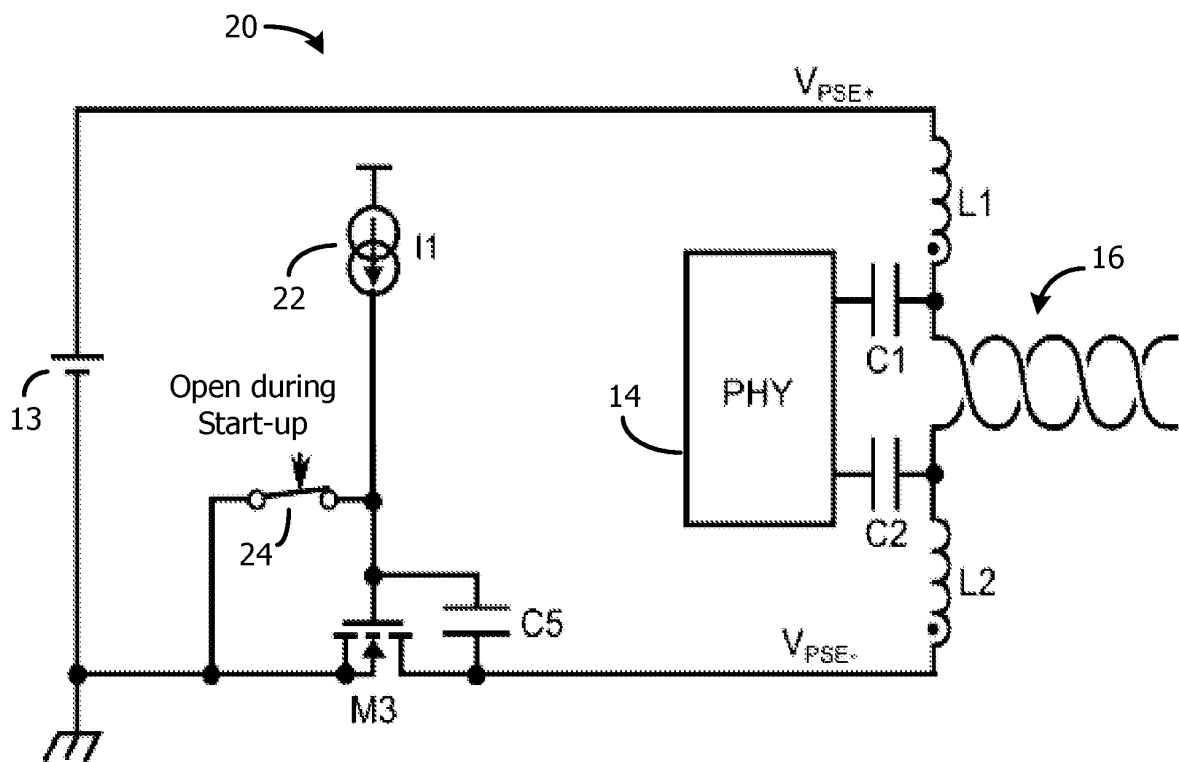 20
VPSE+
L1
I1
22
16
C1
13
Open during
Start-up
14
PHY
24
C2
L2
C5
VPSE-
M3